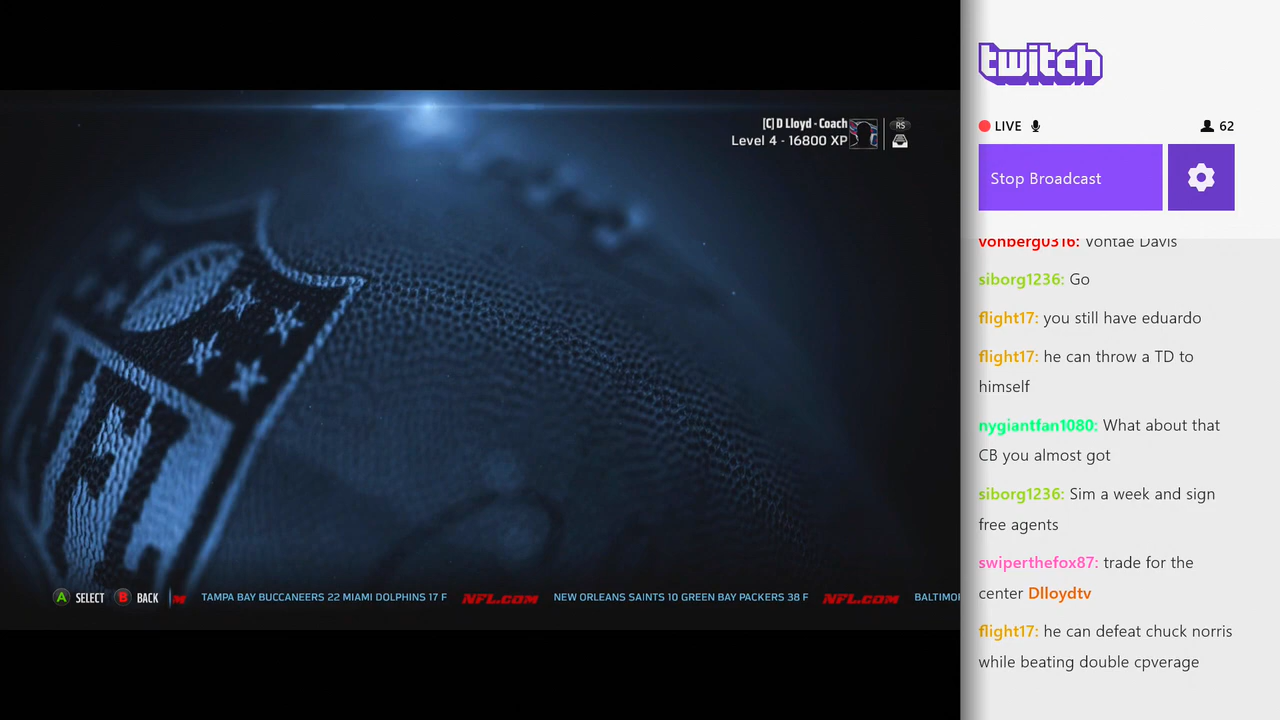 [C] D Lloyd - Coach
Level 4 - 16800 XP
RS
A SELECT B BACK
TAMPA BAY BUCCANEERS 22 MIAMI DOLPHINS 17 F NFL.COM NEW ORLEANS SAINTS 10 GREEN BAY PACKERS 38 F NFL.COM BALTIMO
twitch
LIVE 62
Stop Broadcast
vonberg0316: Vontae Davis
siborg1236: Go
flight17: you still have eduardo
flight17: he can throw a TD to
himself
nygiantfan1080: What about that
CB you almost got
siborg1236: Sim a week and sign
free agents
swiperthefox87: trade for the
center Dlloydtv
flight17: he can defeat chuck norris
while beating double cpverage